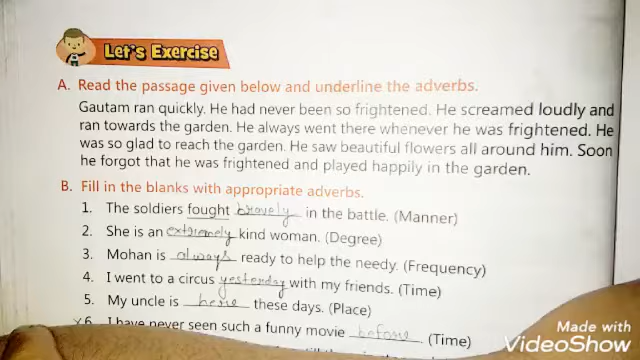 Let's Exercise
A. Read the passage given below and underline the adverbs.
Gautam ran quickly. He had never been so frightened. He screamed loudly and
ran towards the garden. He always went there whenever he was frightened. He
was so glad to reach the garden. He saw beautiful flowers all around him. Soon
he forgot that he was frightened and played happily in the garden.
B. Fill in the blanks with appropriate adverbs.
1. The soldiers fought bravely in the battle. (Manner)
2. She is an extremely kind woman. (Degree)
3. Mohan is always ready to help the needy. (Frequency)
4. I went to a circus yesterday with my friends. (Time)
5. My uncle is here these days. (Place)
x6. I have never seen such a funny movie before. (Time)
Made with
VideoShow